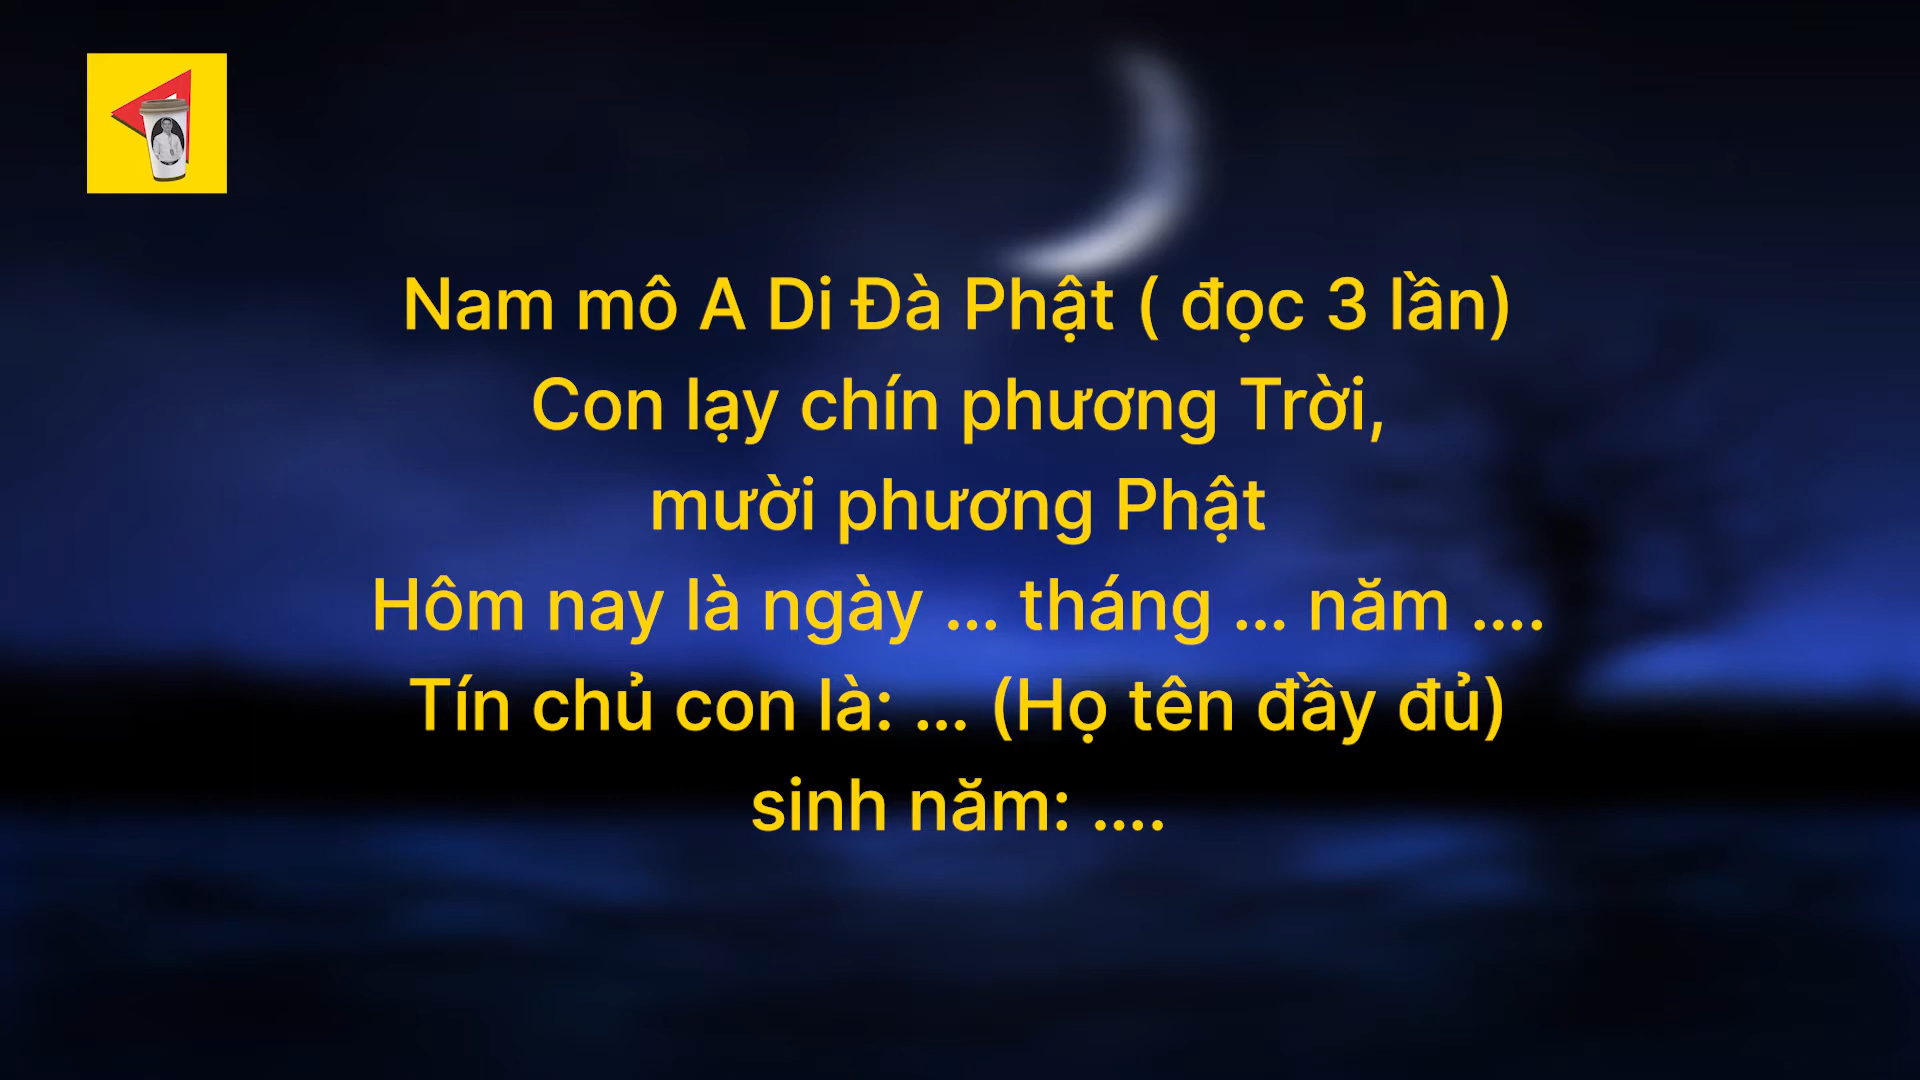 Nam mô A Di Đà Phật ( đọc 3 lần)
Con lạy chín phương Trời,
mười phương Phật
Hôm nay là ngày ... tháng ... năm ....
Tín chủ con là: ... (Họ tên đầy đủ)
sinh năm: ....